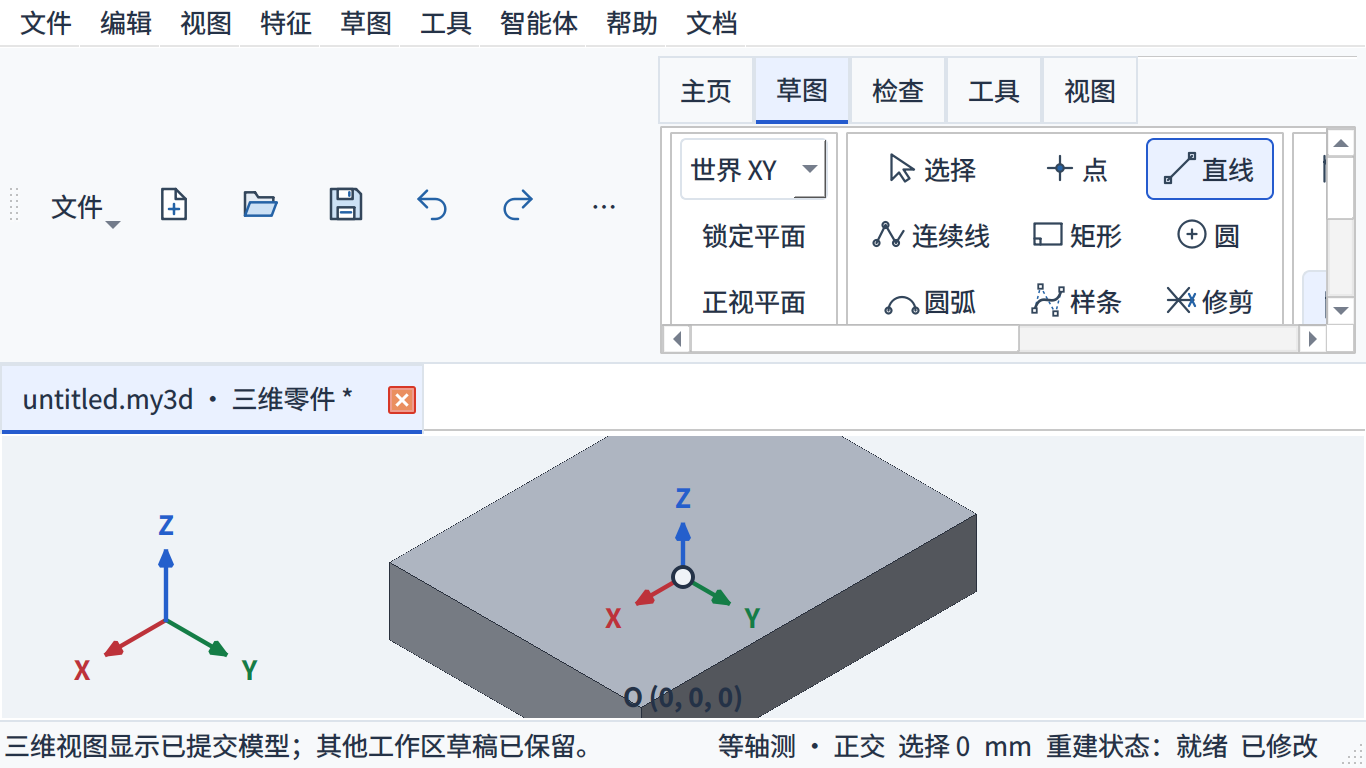 文件 编辑 视图 特征 草图 工具 智能体 帮助 文档
主页 草图 检查 工具 视图
文件 ...
世界 XY 选择 点 直线
锁定平面 连续线 矩形 圆
正视平面 圆弧 样条 修剪
untitled.my3d · 三维零件 *
Z
X Y
Z
X Y
O (0, 0, 0)
三维视图显示已提交模型；其他工作区草稿已保留。 等轴测 · 正交 选择 0 mm 重建状态：就绪 已修改